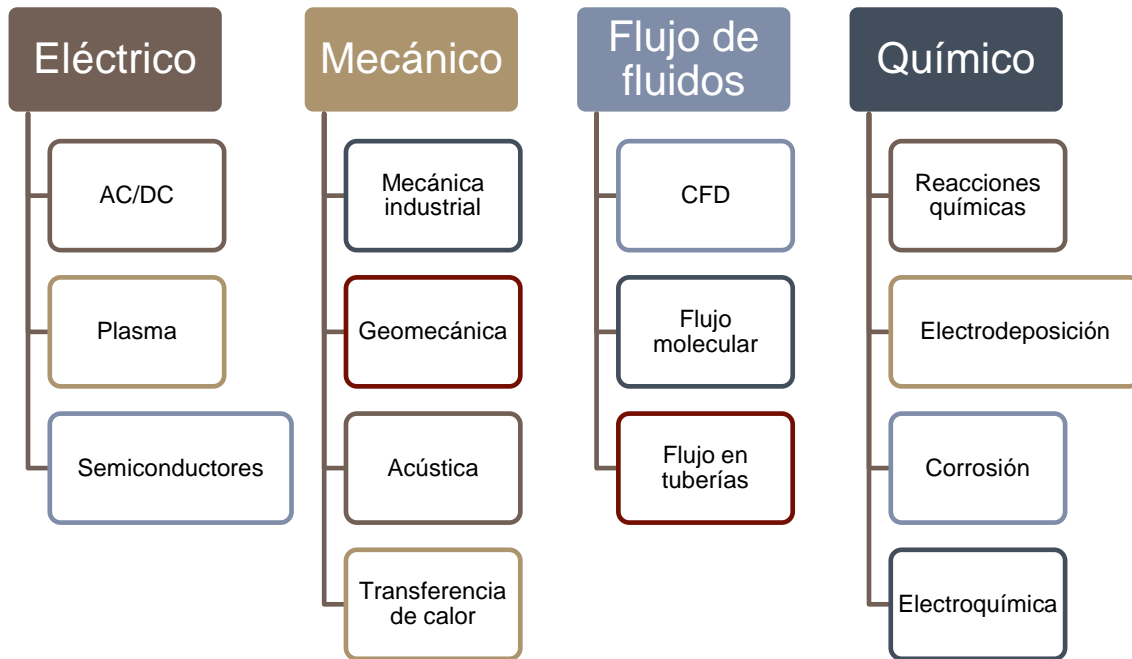 Eléctrico
AC/DC
Plasma
Semiconductores
Mecánico
Mecánica
industrial
Geomecánica
Acústica
Transferencia
de calor
Flujo de
fluidos
CFD
Flujo
molecular
Flujo en
tuberías
Químico
Reacciones
químicas
Electrodeposición
Corrosión
Electroquímica